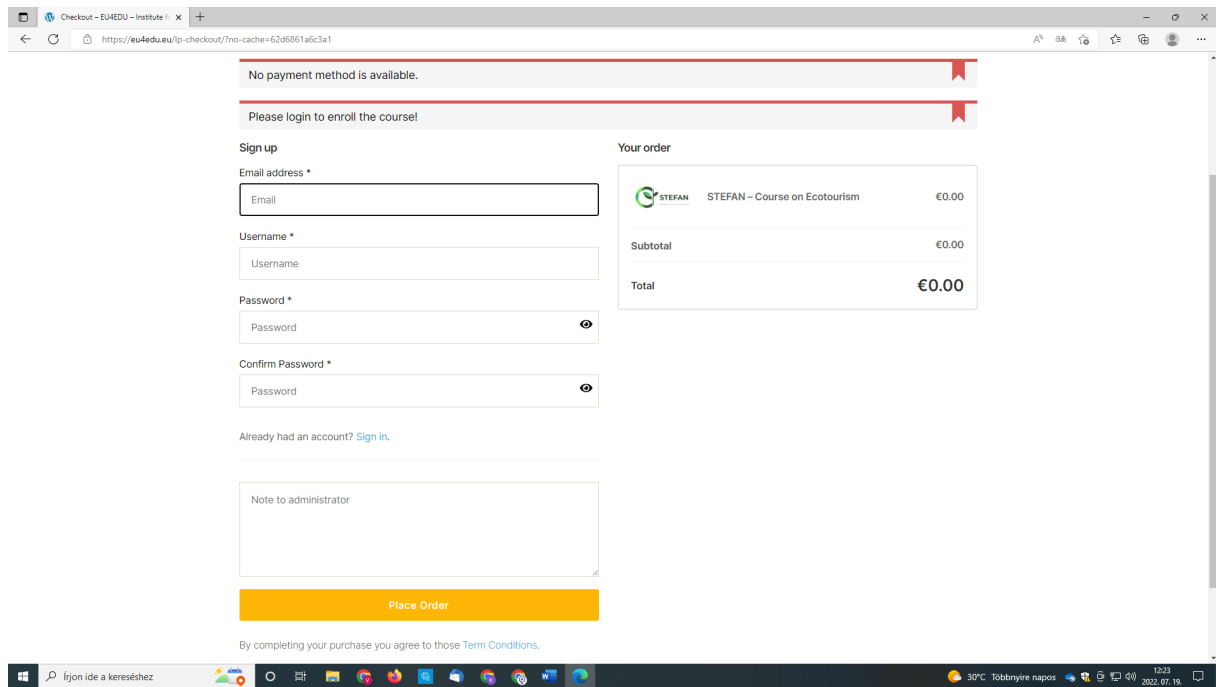 Checkout – EU4EDU – Institute f
https://eu4edu.eu/lp-checkout/?no-cache=62d6861a6c3a1
No payment method is available.
Please login to enroll the course!
Sign up
Email address *
Email
Username *
Username
Password *
Password
Confirm Password *
Password
Already had an account? Sign in.
Note to administrator
Place Order
By completing your purchase you agree to those Term Conditions.
Your order
STEFAN
STEFAN – Course on Ecotourism €0.00
Subtotal €0.00
Total €0.00
Írjon ide a kereséshez
30°C Többnyire napos
12:23
2022. 07. 19.